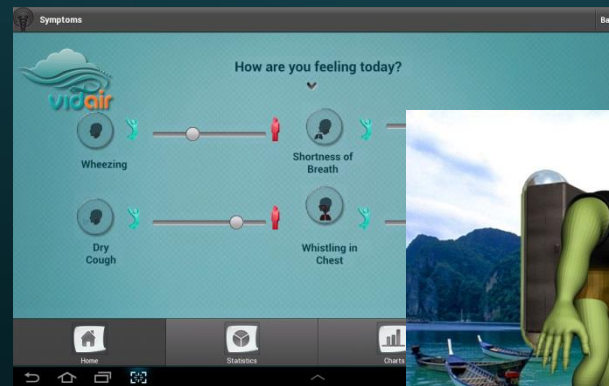 Symptoms
Ba
How are you feeling today?
vidair
Wheezing
Shortness of
Breath
Dry
Cough
Whistling in
Chest
Home
Statistics
Charts